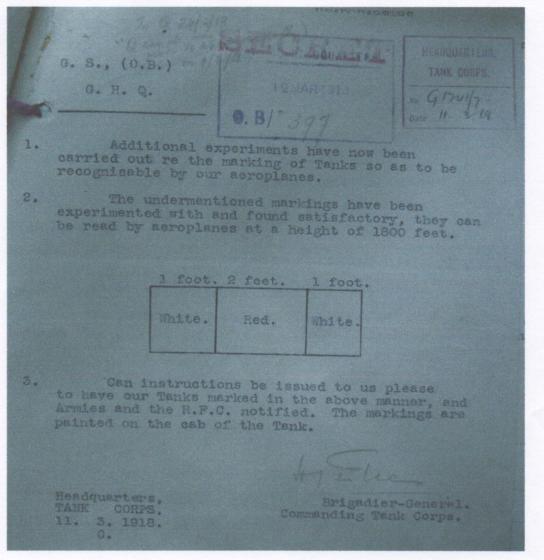 SECRET
HEADQUARTERS,
TANK CORPS.
No
Date 11. 3. 18
G. S., (O.B.)
G. H. Q.
O.B/ 397
1. Additional experiments have now been
carried out re the marking of Tanks so as to be
recognisable by our aeroplanes.
2. The undermentioned markings have been
experimented with and found satisfactory, they can
be read by aeroplanes at a height of 1800 feet.
1 foot. 2 feet. 1 foot.
White. Red. White.
3. Can instructions be issued to us please
to have our Tanks marked in the above manner, and
Armies and the R.F.C. notified. The markings are
painted on the cab of the Tank.
Headquarters,
TANK CORPS.
11. 3. 1918.
Brigadier-General.
Commanding Tank Corps.